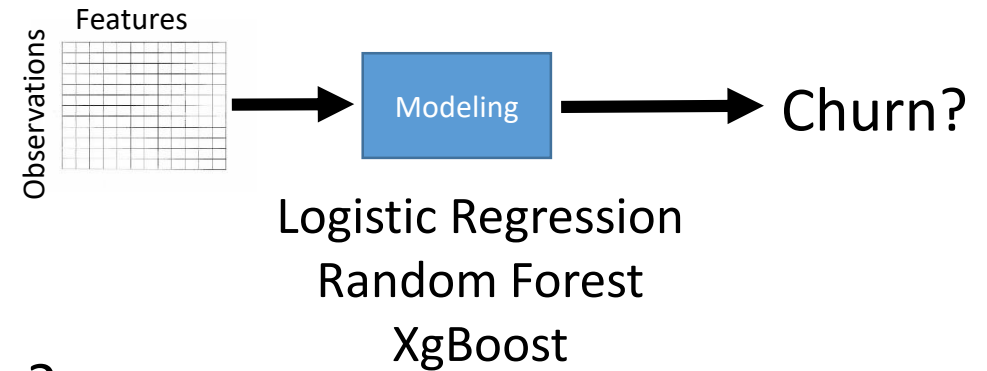 Features
Observations
Modeling
Churn?
Logistic Regression
Random Forest
XgBoost